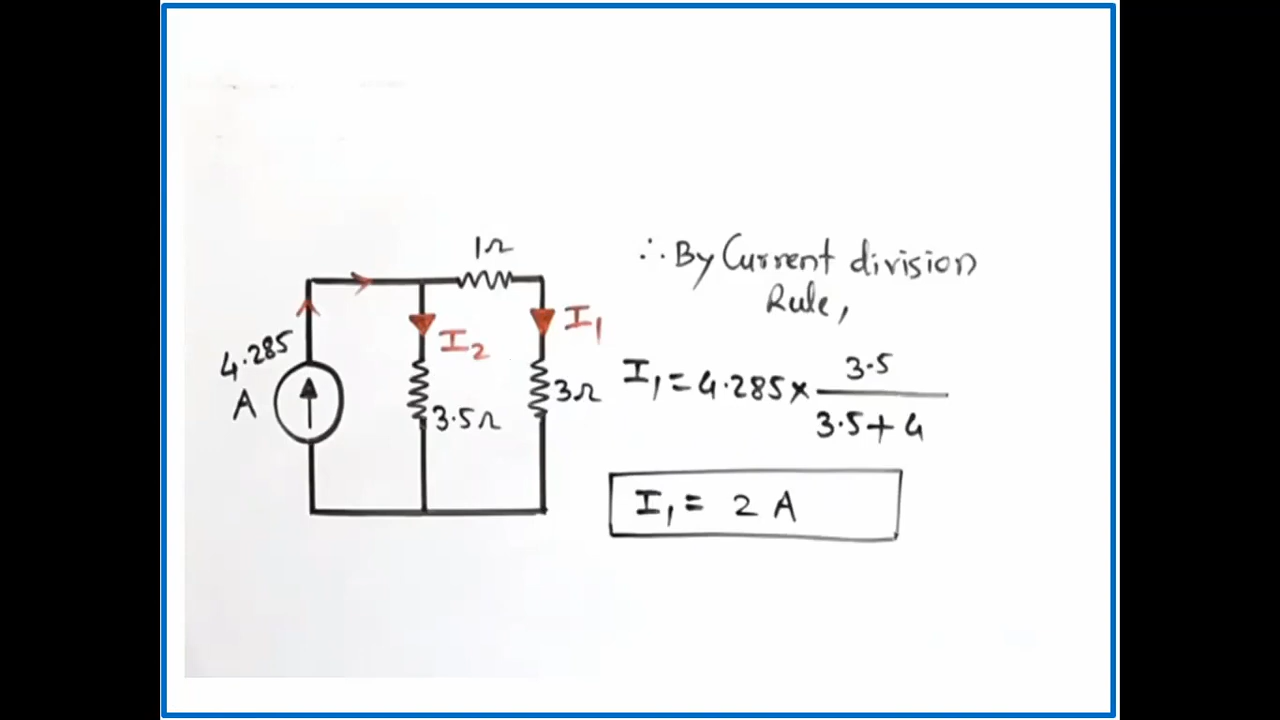 1Ω
∴ By Current division
Rule,
I₁
I₂
4.285
A
3.5Ω
3Ω
I₁ = 4.285 × 3.5
3.5 + 4
I₁ = 2 A